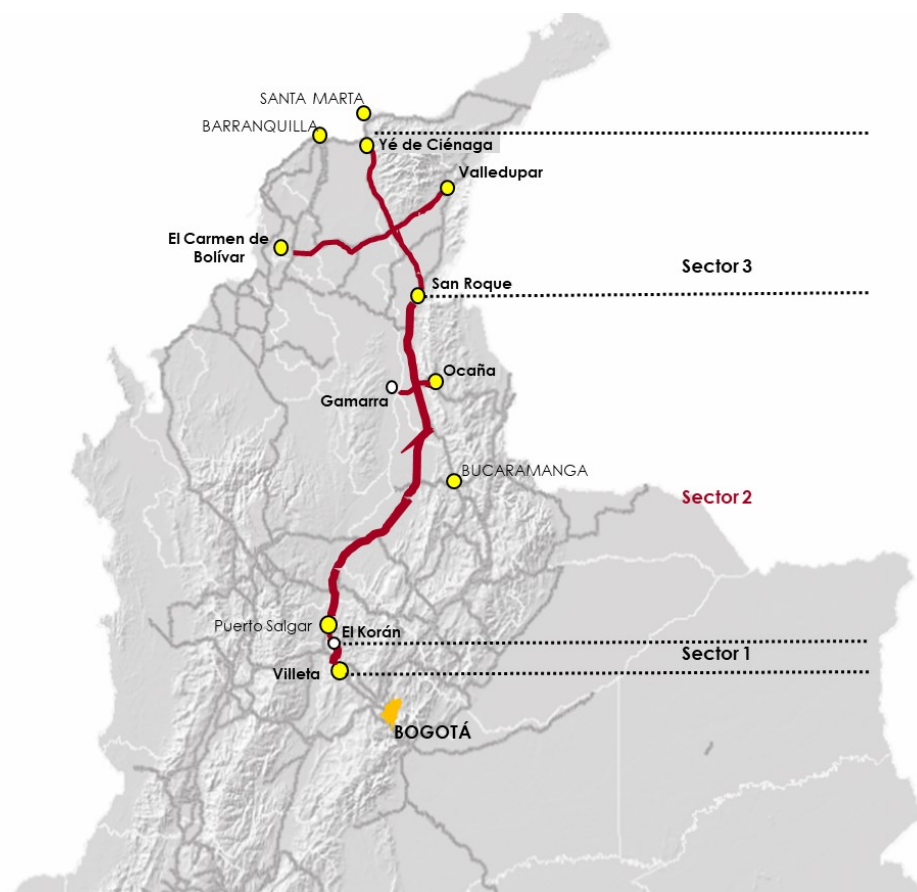 SANTA MARTA
BARRANQUILLA
Yé de Ciénaga
Valledupar
El Carmen de
Bolívar
Sector 3
San Roque
Ocaña
Gamarra
BUCARAMANGA
Sector 2
Puerto Salgar
El Korán
Sector 1
Villeta
BOGOTÁ